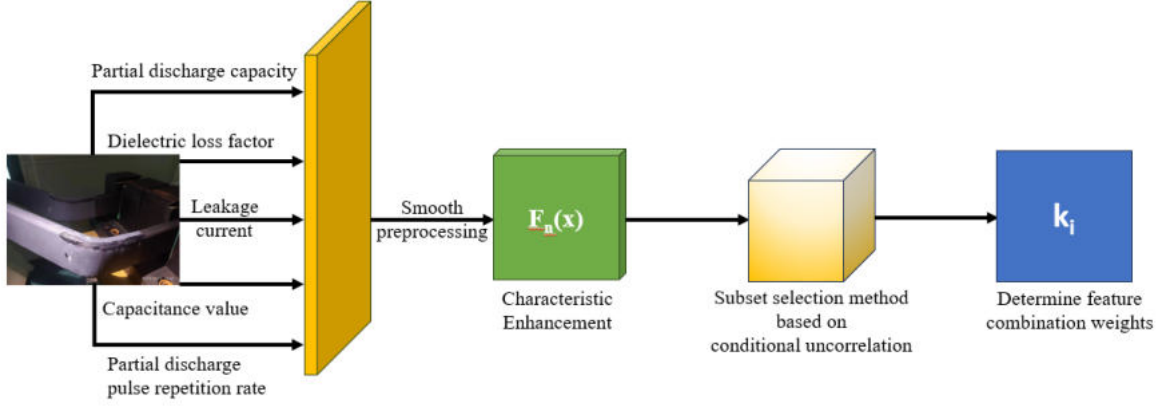 Partial discharge capacity
Dielectric loss factor
Leakage
current
Capacitance value
Partial discharge
pulse repetition rate
Smooth
preprocessing
Fn(x)
Characteristic
Enhancement
Subset selection method
based on
conditional uncorrelation
ki
Determine feature
combination weights